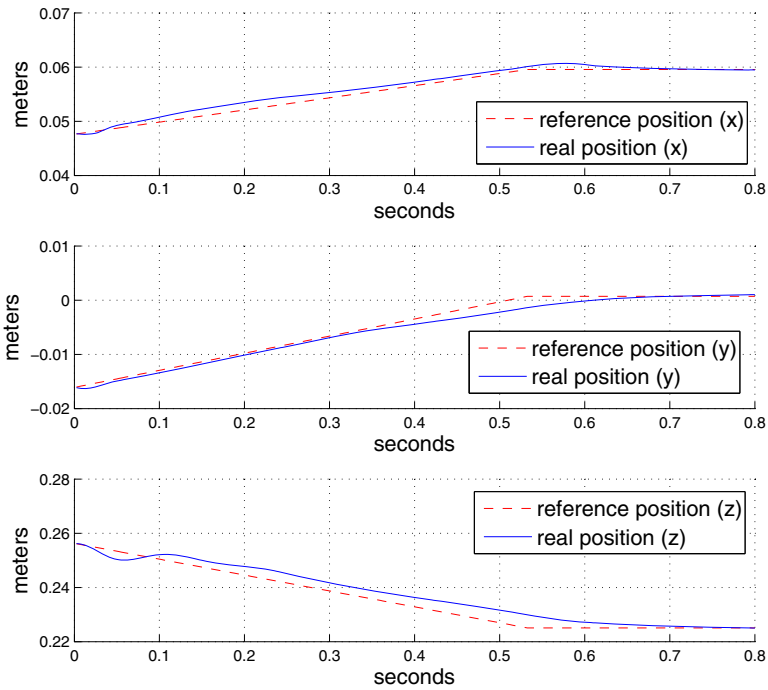 0.07
0.06
0.05
0.04
meters
reference position (x)
real position (x)
0 0.1 0.2 0.3 0.4 0.5 0.6 0.7 0.8
seconds
0.01
0
−0.01
−0.02
meters
reference position (y)
real position (y)
0 0.1 0.2 0.3 0.4 0.5 0.6 0.7 0.8
seconds
0.28
0.26
0.24
0.22
meters
reference position (z)
real position (z)
0 0.1 0.2 0.3 0.4 0.5 0.6 0.7 0.8
seconds